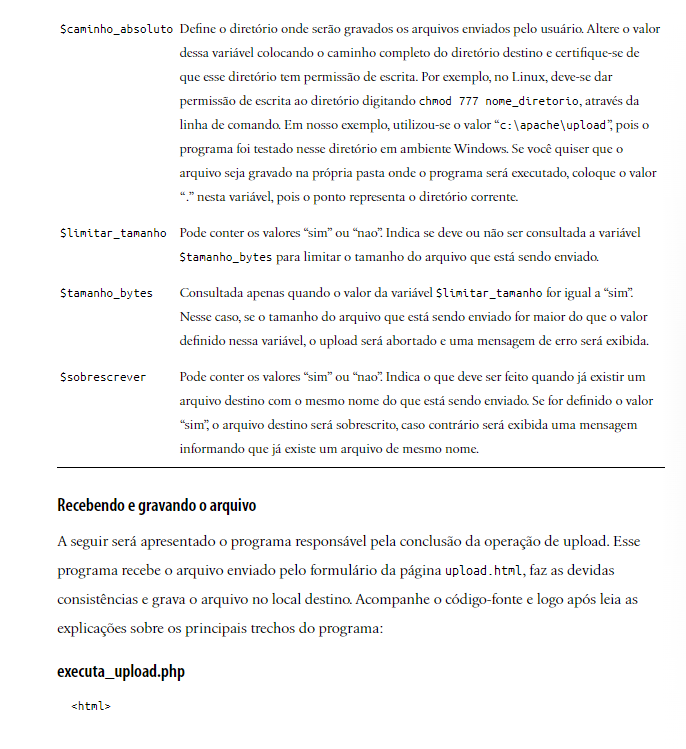 $caminho_absoluto Define o diretório onde serão gravados os arquivos enviados pelo usuário. Altere o valor
dessa variável colocando o caminho completo do diretório destino e certifique-se de
que esse diretório tem permissão de escrita. Por exemplo, no Linux, deve-se dar
permissão de escrita ao diretório digitando chmod 777 nome_diretorio, através da
linha de comando. Em nosso exemplo, utilizou-se o valor “c:\apache\upload”, pois o
programa foi testado nesse diretório em ambiente Windows. Se você quiser que o
arquivo seja gravado na própria pasta onde o programa será executado, coloque o valor
“.” nesta variável, pois o ponto representa o diretório corrente.
$limitar_tamanho Pode conter os valores “sim” ou “nao”. Indica se deve ou não ser consultada a variável
$tamanho_bytes para limitar o tamanho do arquivo que está sendo enviado.
$tamanho_bytes Consultada apenas quando o valor da variável $limitar_tamanho for igual a “sim”.
Nesse caso, se o tamanho do arquivo que está sendo enviado for maior do que o valor
definido nessa variável, o upload será abortado e uma mensagem de erro será exibida.
$sobrescrever Pode conter os valores “sim” ou “nao”. Indica o que deve ser feito quando já existir um
arquivo destino com o mesmo nome do que está sendo enviado. Se for definido o valor
“sim”, o arquivo destino será sobrescrito, caso contrário será exibida uma mensagem
informando que já existe um arquivo de mesmo nome.
Recebendo e gravando o arquivo
A seguir será apresentado o programa responsável pela conclusão da operação de upload. Esse
programa recebe o arquivo enviado pelo formulário da página upload.html, faz as devidas
consistências e grava o arquivo no local destino. Acompanhe o código-fonte e logo após leia as
explicações sobre os principais trechos do programa:
executa_upload.php
<html>